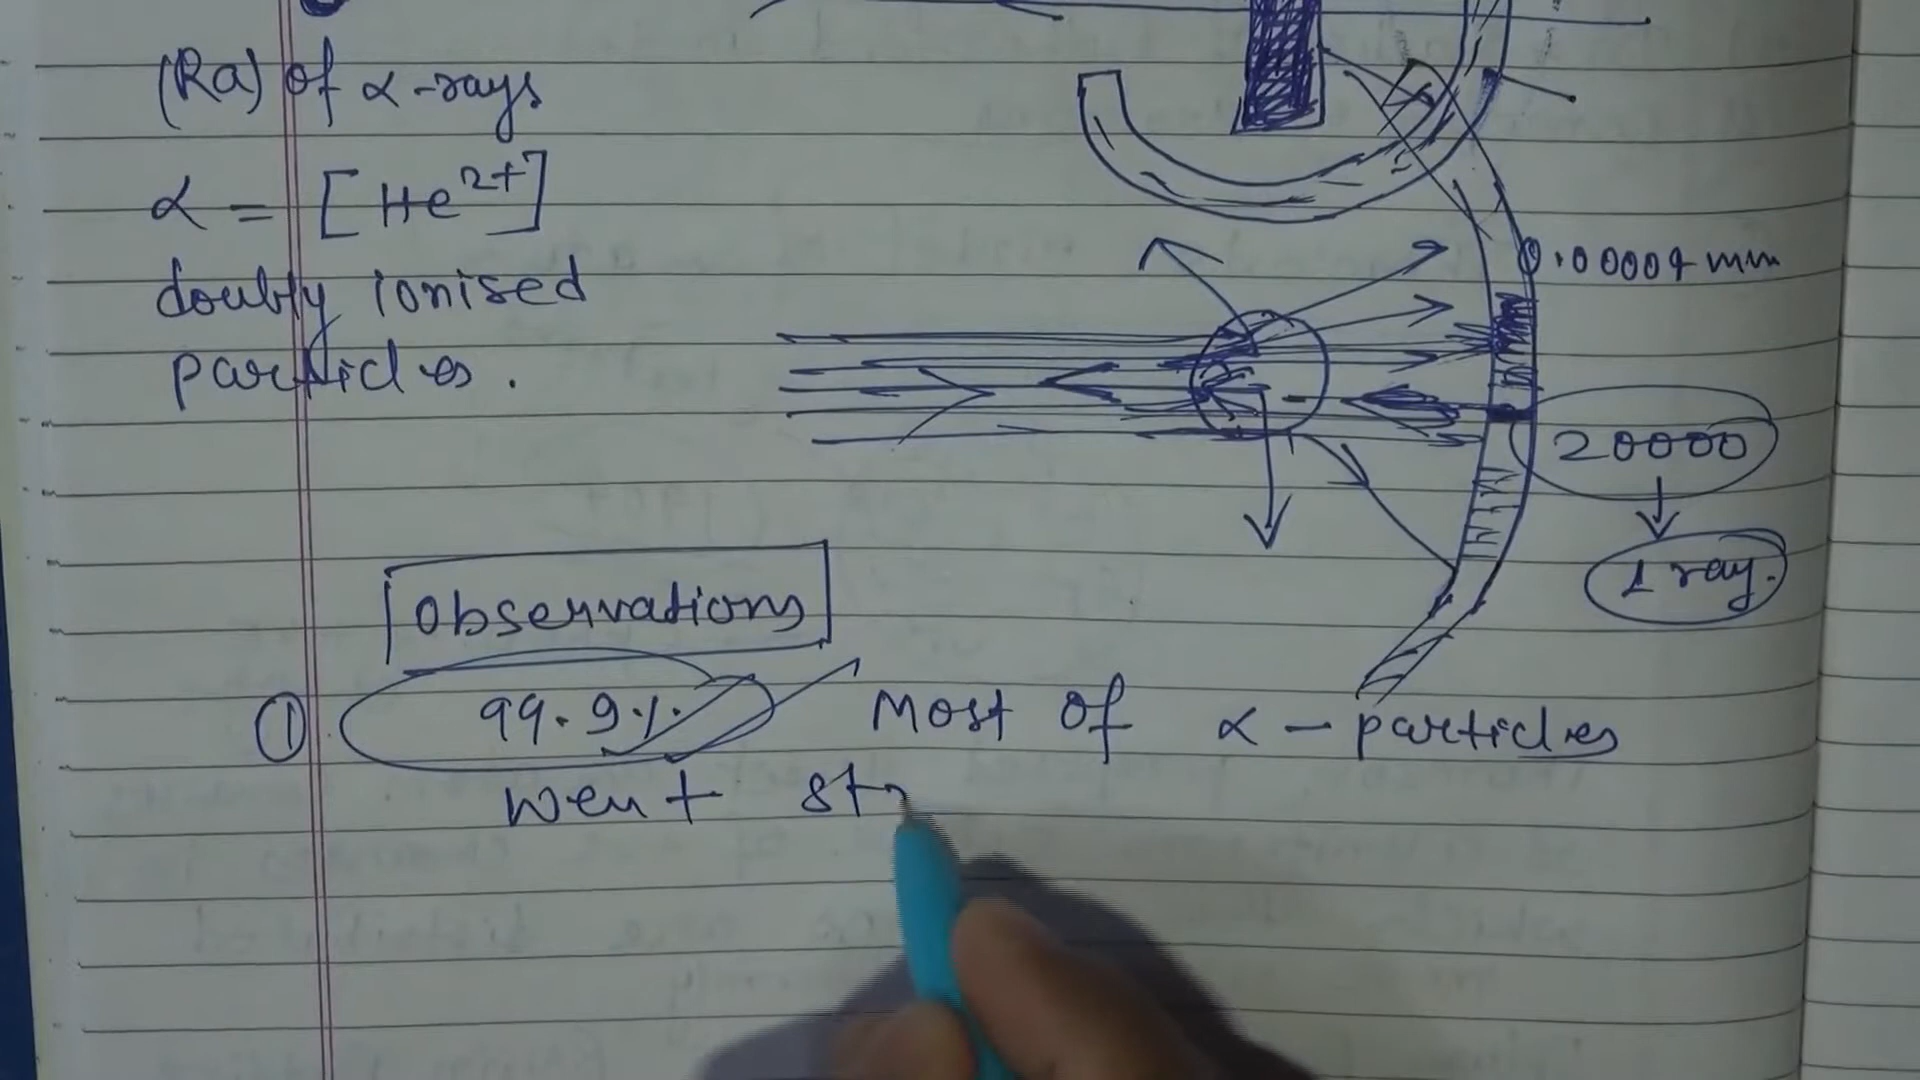 (Ra) of α-rays
α = [He²⁺]
doubly ionised
particles.
0.00004 mm
20000
1 ray.
Observations
① 99.9%. Most of α-particles
went st